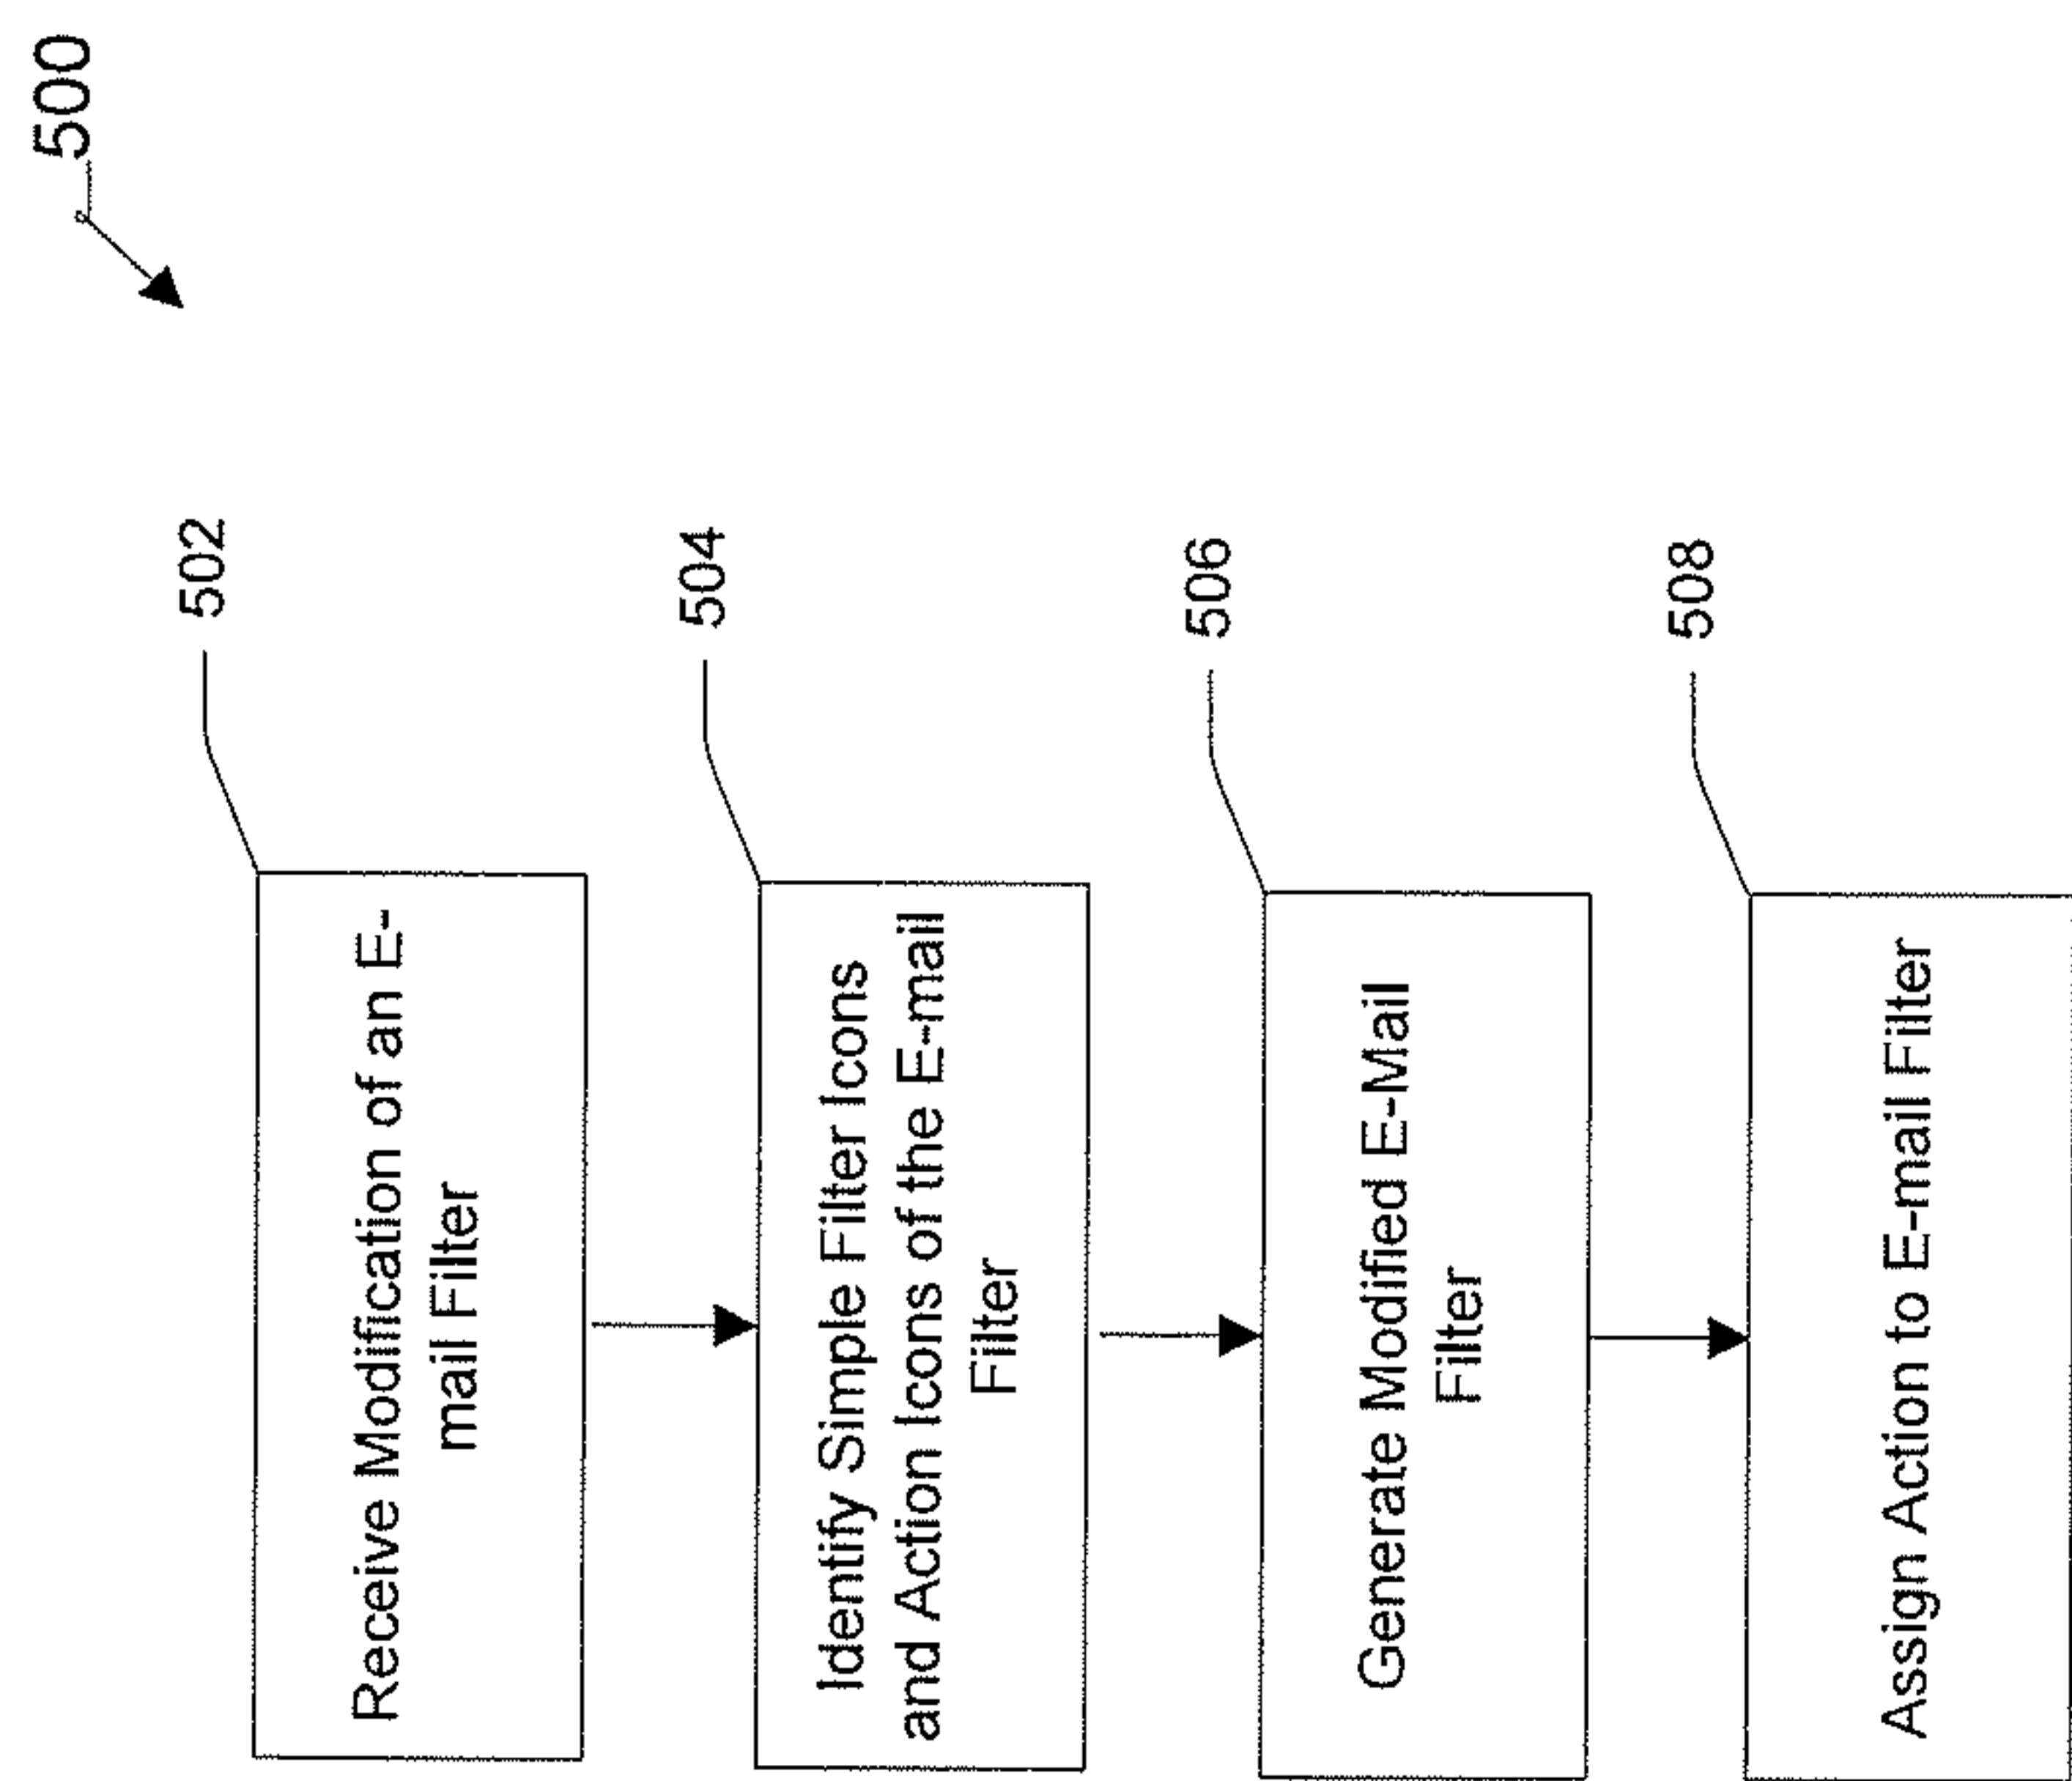 500
502
Receive Modification of an E-
mail Filter
504
Identify Simple Filter Icons
and Action Icons of the E-mail
Filter
506
Generate Modified E-Mail
Filter
508
Assign Action to E-mail Filter